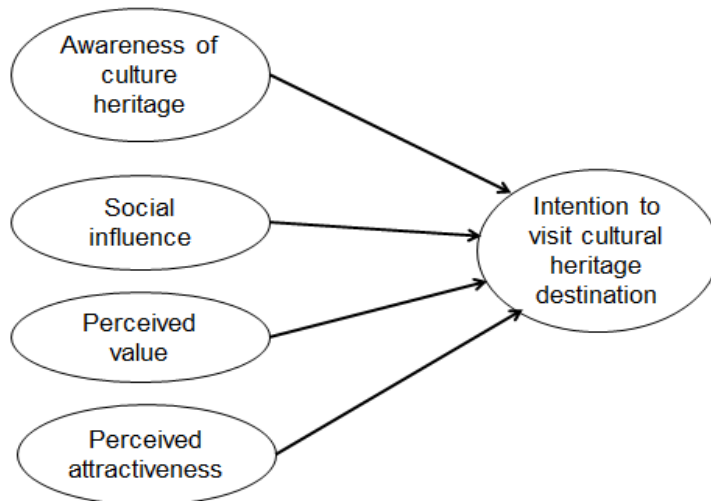 Awareness of
culture
heritage
Social
influence
Perceived
value
Perceived
attractiveness
Intention to
visit cultural
heritage
destination